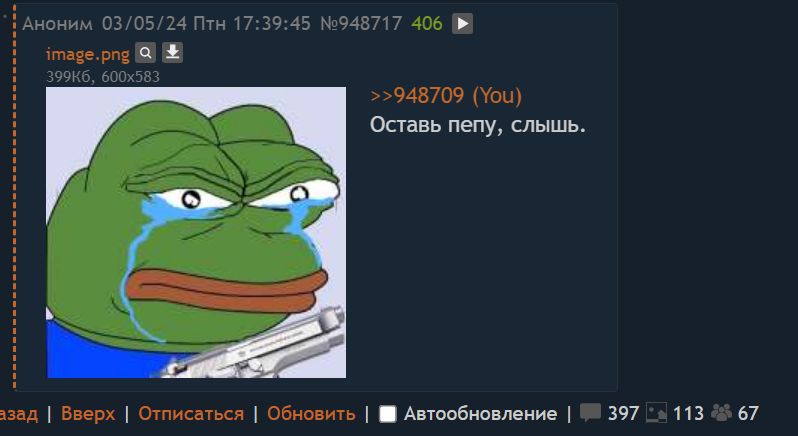 Аноним 03/05/24 Птн 17:39:45 №948717 406
image.png
399Кб, 600x583
>>948709 (You)
Оставь пепу, слышь.
азад | Вверх | Отписаться | Обновить | Автообновление | 397 113 67